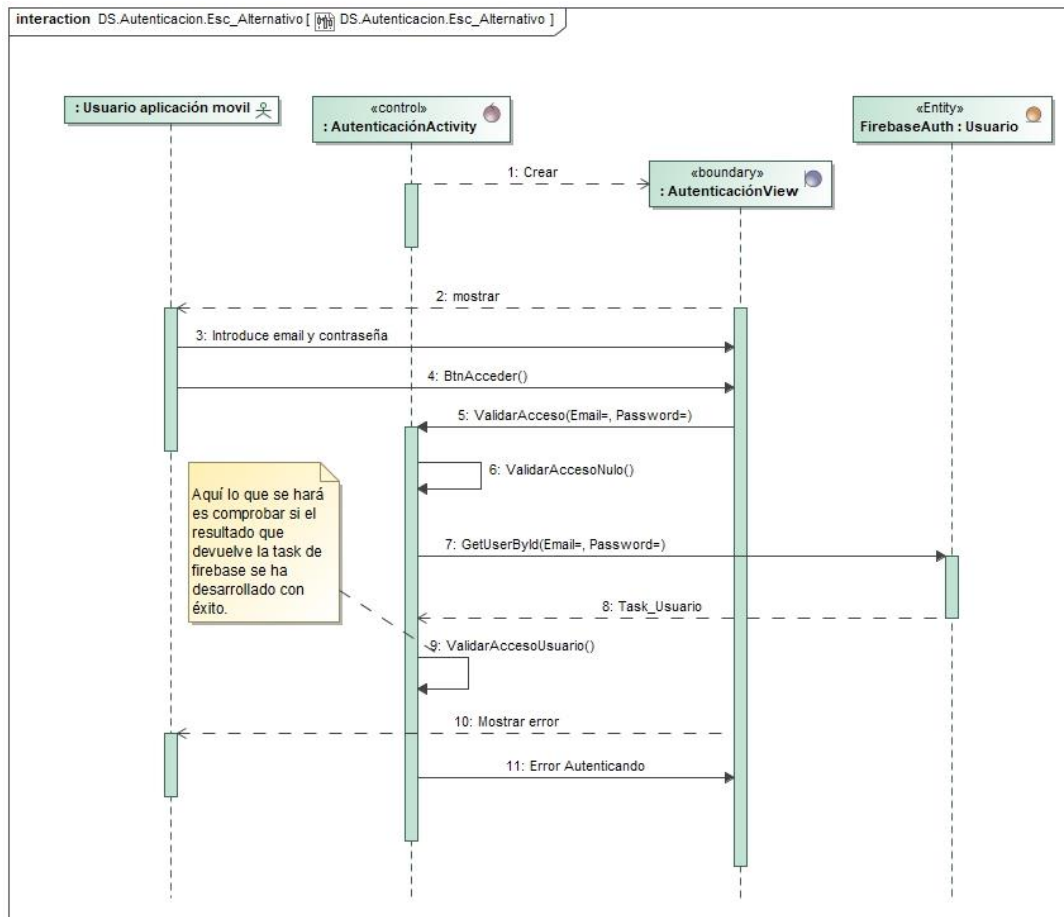 interaction DS.Autenticacion.Esc_Alternativo [ DS.Autenticacion.Esc_Alternativo ]
: Usuario aplicación movil
«control»
: AutenticaciónActivity
«Entity»
FirebaseAuth : Usuario
1: Crear
«boundary»
: AutenticaciónView
2: mostrar
3: Introduce email y contraseña
4: BtnAcceder()
5: ValidarAcceso(Email=, Password=)
6: ValidarAccesoNulo()
Aquí lo que se hará
es comprobar si el
resultado que
devuelve la task de
firebase se ha
desarrollado con
éxito.
7: GetUserById(Email=, Password=)
8: Task_Usuario
9: ValidarAccesoUsuario()
10: Mostrar error
11: Error Autenticando